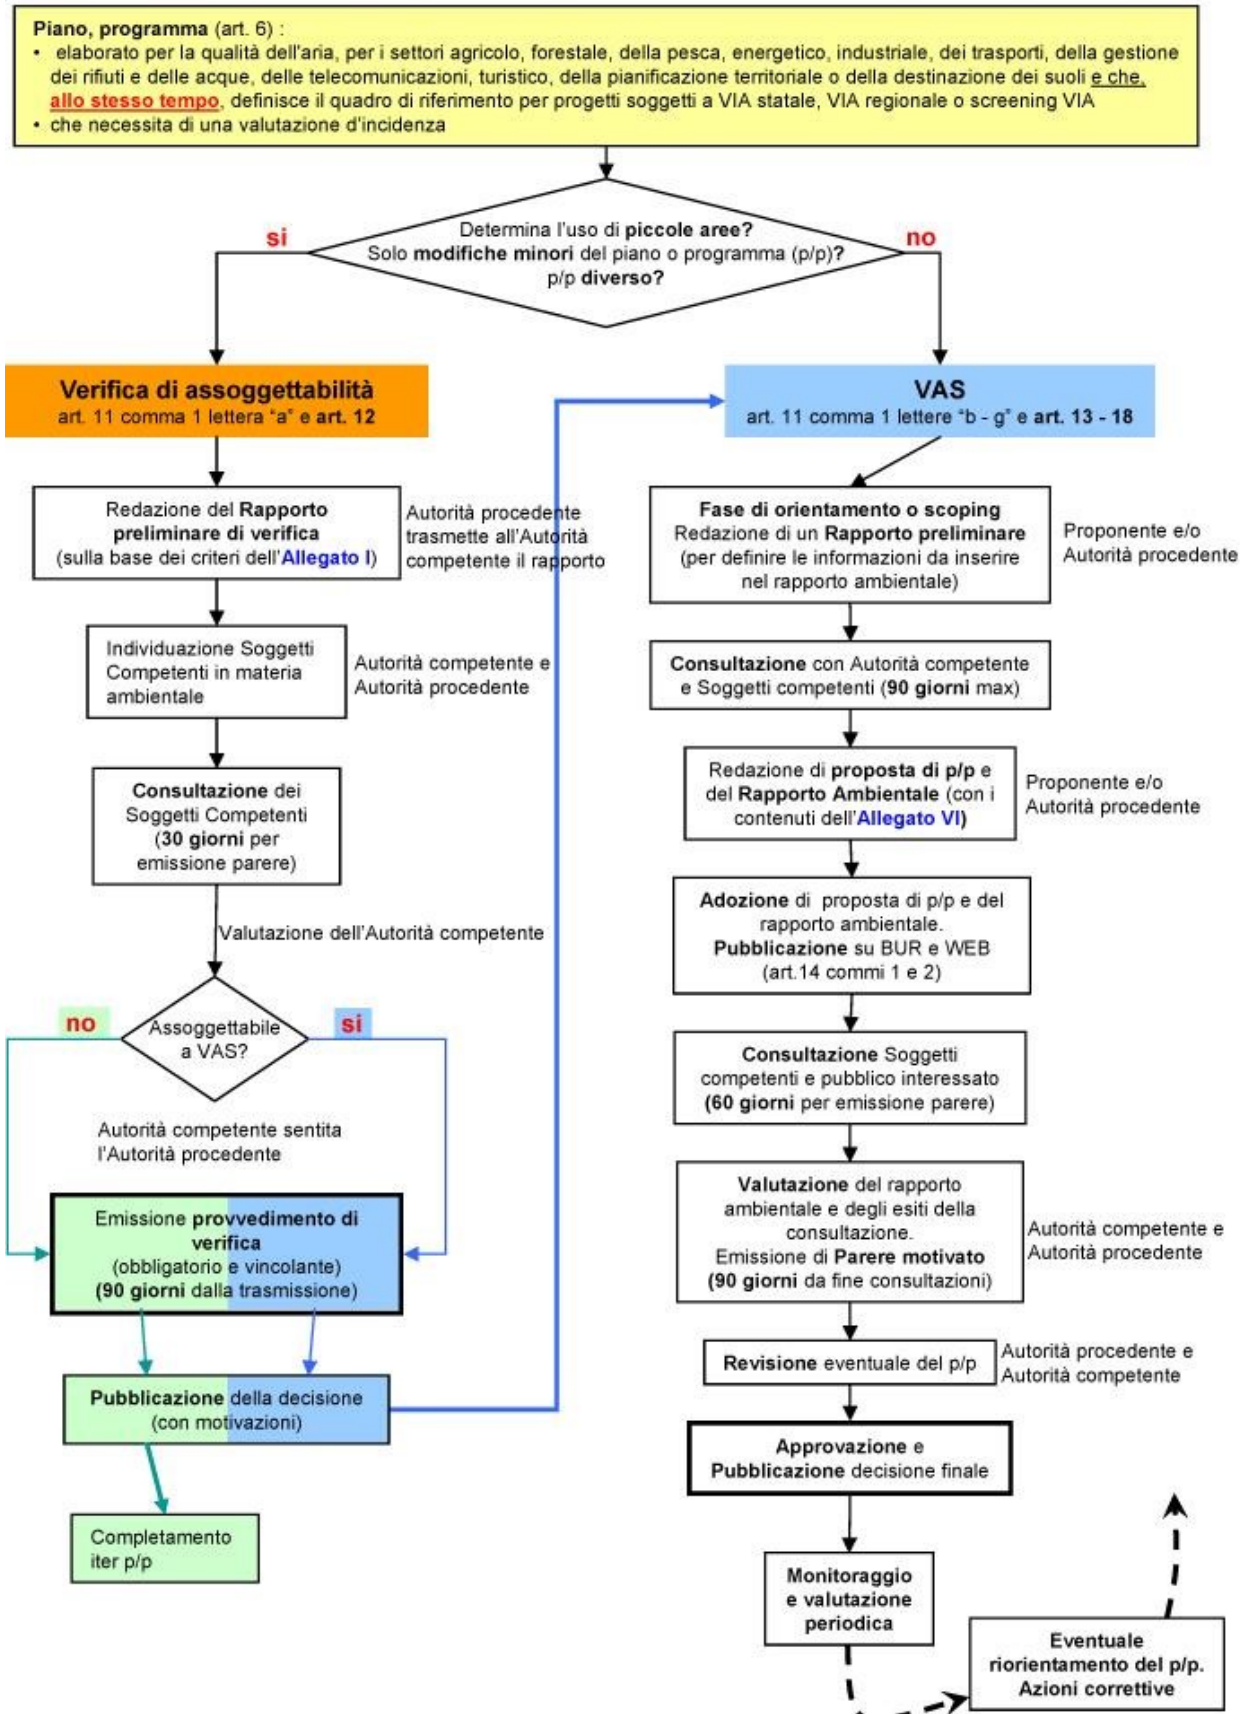 Piano, programma (art. 6) :
• elaborato per la qualità dell'aria, per i settori agricolo, forestale, della pesca, energetico, industriale, dei trasporti, della gestione
dei rifiuti e delle acque, delle telecomunicazioni, turistico, della pianificazione territoriale o della destinazione dei suoli e che,
allo stesso tempo, definisce il quadro di riferimento per progetti soggetti a VIA statale, VIA regionale o screening VIA
• che necessita di una valutazione d'incidenza
si
Determina l'uso di piccole aree?
Solo modifiche minori del piano o programma (p/p)?
p/p diverso?
no
Verifica di assoggettabilità
art. 11 comma 1 lettera "a" e art. 12
Redazione del Rapporto
preliminare di verifica
(sulla base dei criteri dell'Allegato I)
Autorità procedente
trasmette all'Autorità
competente il rapporto
Individuazione Soggetti
Competenti in materia
ambientale
Autorità competente e
Autorità procedente
Consultazione dei
Soggetti Competenti
(30 giorni per
emissione parere)
Valutazione dell'Autorità competente
no
Assoggettabile
a VAS?
si
Autorità competente sentita
l'Autorità procedente
Emissione provvedimento di
verifica
(obbligatorio e vincolante)
(90 giorni dalla trasmissione)
Pubblicazione della decisione
(con motivazioni)
Completamento
iter p/p
VAS
art. 11 comma 1 lettere "b - g" e art. 13 - 18
Fase di orientamento o scoping
Redazione di un Rapporto preliminare
(per definire le informazioni da inserire
nel rapporto ambientale)
Proponente e/o
Autorità procedente
Consultazione con Autorità competente
e Soggetti competenti (90 giorni max)
Redazione di proposta di p/p e
del Rapporto Ambientale (con i
contenuti dell'Allegato VI)
Proponente e/o
Autorità procedente
Adozione di proposta di p/p e del
rapporto ambientale.
Pubblicazione su BUR e WEB
(art.14 commi 1 e 2)
Consultazione Soggetti
competenti e pubblico interessato
(60 giorni per emissione parere)
Valutazione del rapporto
ambientale e degli esiti della
consultazione.
Emissione di Parere motivato
(90 giorni da fine consultazioni)
Autorità competente e
Autorità procedente
Revisione eventuale del p/p
Autorità procedente e
Autorità competente
Approvazione e
Pubblicazione decisione finale
Monitoraggio
e valutazione
periodica
Eventuale
riorientamento del p/p.
Azioni correttive